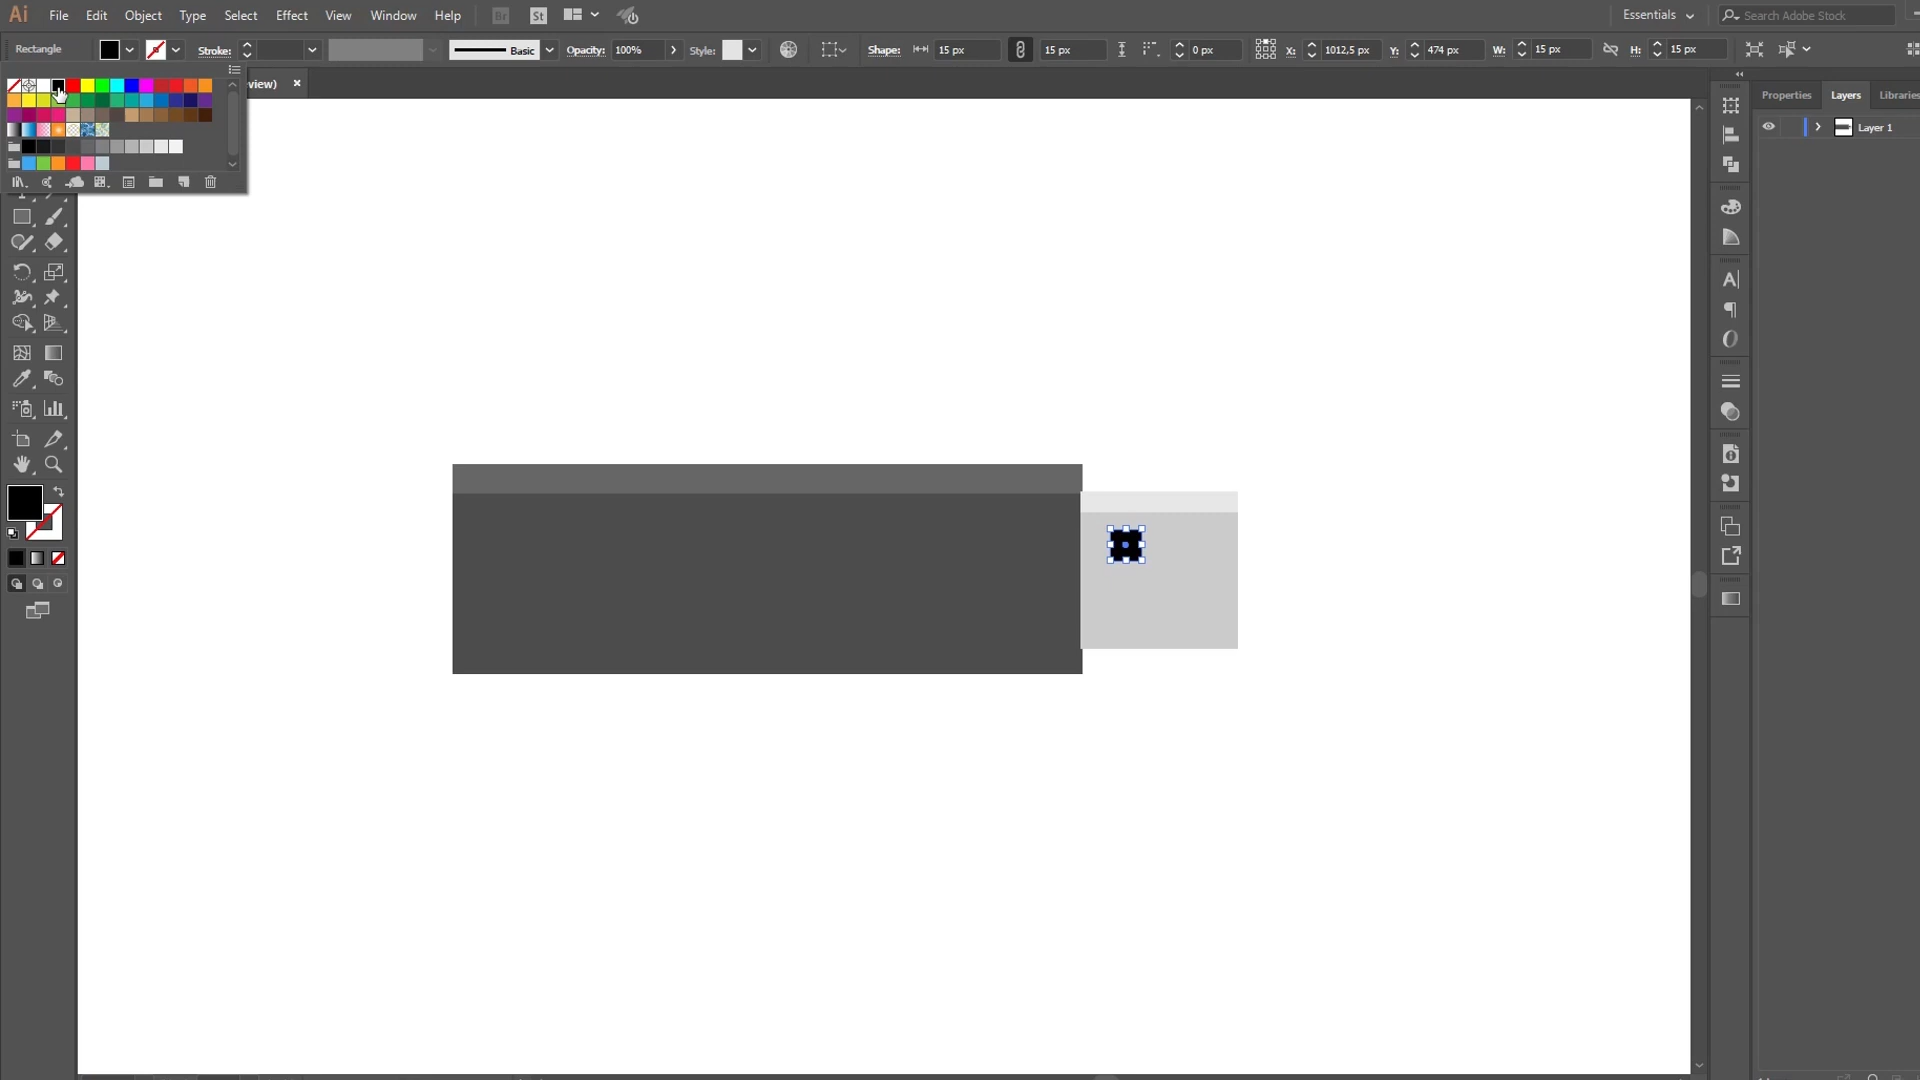 Ai File Edit Object Type Select Effect View Window Help Br St Essentials Search Adobe Stock
Rectangle Stroke: Basic Opacity: 100% Style: Shape: 15 px 15 px 0 px X: 1012,5 px Y: 474 px W: 15 px H: 15 px
view) ×
Properties Layers Libraries
Layer 1